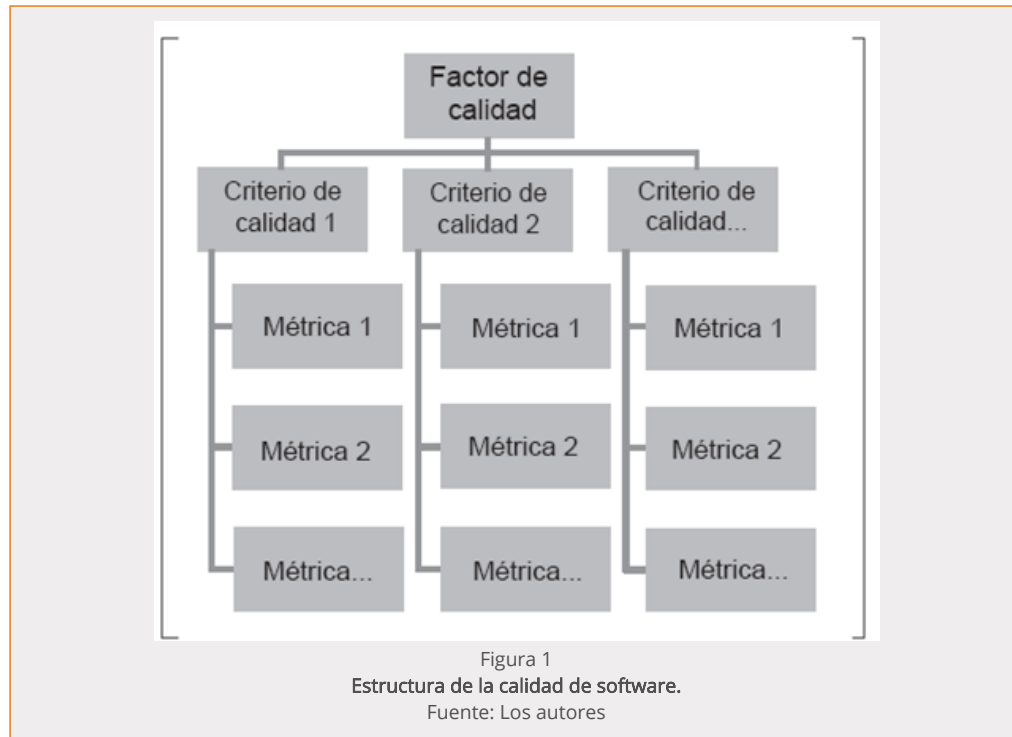 Factor de
calidad
Criterio de
calidad 1
Criterio de
calidad 2
Criterio de
calidad...
Métrica 1
Métrica 1
Métrica 1
Métrica 2
Métrica 2
Métrica 2
Métrica...
Métrica...
Métrica...
Figura 1
Estructura de la calidad de software.
Fuente: Los autores